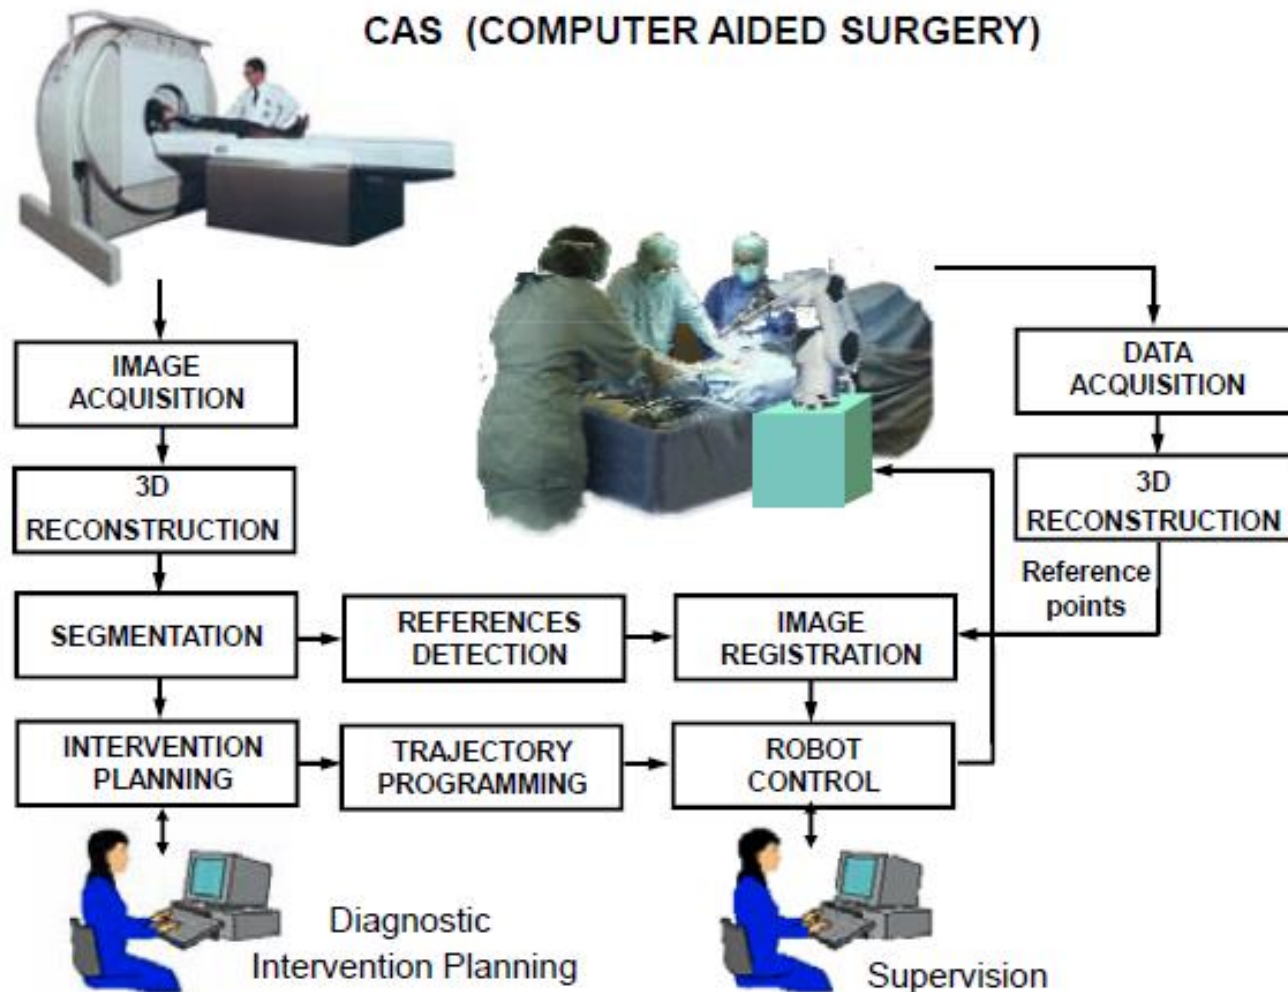 CAS (COMPUTER AIDED SURGERY)
IMAGE
ACQUISITION
DATA
ACQUISITION
3D
RECONSTRUCTION
3D
RECONSTRUCTION
Reference
points
SEGMENTATION
REFERENCES
DETECTION
IMAGE
REGISTRATION
INTERVENTION
PLANNING
TRAJECTORY
PROGRAMMING
ROBOT
CONTROL
Diagnostic
Intervention Planning
Supervision